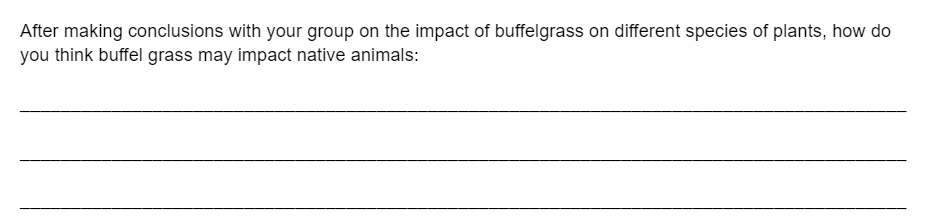 After making conclusions with your group on the impact of buffelgrass on different species of plants, how do
you think buffel grass may impact native animals: